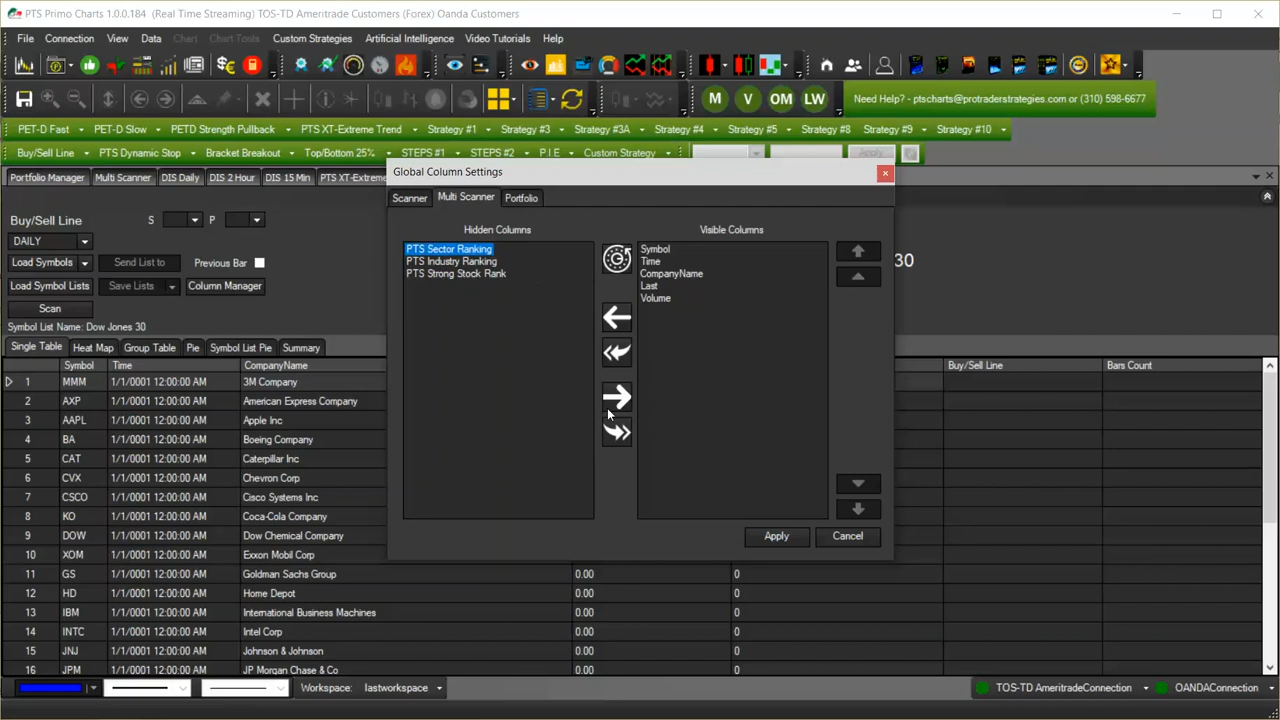 PTS Primo Charts 1.0.0.184 (Real Time Streaming) TOS-TD Ameritrade Customers (Forex) Oanda Customers
File Connection View Data Chart Chart Tools Custom Strategies Artificial Intelligence Video Tutorials Help
M V OM LW Need Help? - ptscharts@protraderstrategies.com or (310) 598-6677
PET-D Fast PET-D Slow PETD Strength Pullback PTS XT-Extreme Trend Strategy #1 Strategy #3 Strategy #3A Strategy #4 Strategy #5 Strategy #8 Strategy #9 Strategy #10
Buy/Sell Line PTS Dynamic Stop Bracket Breakout Top/Bottom 25% STEPS #1 STEPS #2 P.I.E Custom Strategy Apply
Portfolio Manager Multi Scanner DIS Daily DIS 2 Hour DIS 15 Min PTS XT-Extreme
Global Column Settings
Scanner Multi Scanner Portfolio
Hidden Columns Visible Columns
PTS Sector Ranking
PTS Industry Ranking
PTS Strong Stock Rank
Symbol
Time
CompanyName
Last
Volume
Apply Cancel
Buy/Sell Line S P
DAILY
Load Symbols Send List to Previous Bar
30
Load Symbol Lists Save Lists Column Manager
Scan
Symbol List Name: Dow Jones 30
Single Table Heat Map Group Table Pie Symbol List Pie Summary
Symbol Time CompanyName Buy/Sell Line Bars Count
1 MMM 1/1/0001 12:00:00 AM 3M Company
2 AXP 1/1/0001 12:00:00 AM American Express Company
3 AAPL 1/1/0001 12:00:00 AM Apple Inc
4 BA 1/1/0001 12:00:00 AM Boeing Company
5 CAT 1/1/0001 12:00:00 AM Caterpillar Inc
6 CVX 1/1/0001 12:00:00 AM Chevron Corp
7 CSCO 1/1/0001 12:00:00 AM Cisco Systems Inc
8 KO 1/1/0001 12:00:00 AM Coca-Cola Company
9 DOW 1/1/0001 12:00:00 AM Dow Chemical Company
10 XOM 1/1/0001 12:00:00 AM Exxon Mobil Corp
11 GS 1/1/0001 12:00:00 AM Goldman Sachs Group 0.00 0
12 HD 1/1/0001 12:00:00 AM Home Depot 0.00 0
13 IBM 1/1/0001 12:00:00 AM International Business Machines 0.00 0
14 INTC 1/1/0001 12:00:00 AM Intel Corp 0.00 0
15 JNJ 1/1/0001 12:00:00 AM Johnson & Johnson 0.00 0
16 JPM 1/1/0001 12:00:00 AM JP Morgan Chase & Co 0.00 0
Workspace: lastworkspace TOS-TD AmeritradeConnection OANDAConnection